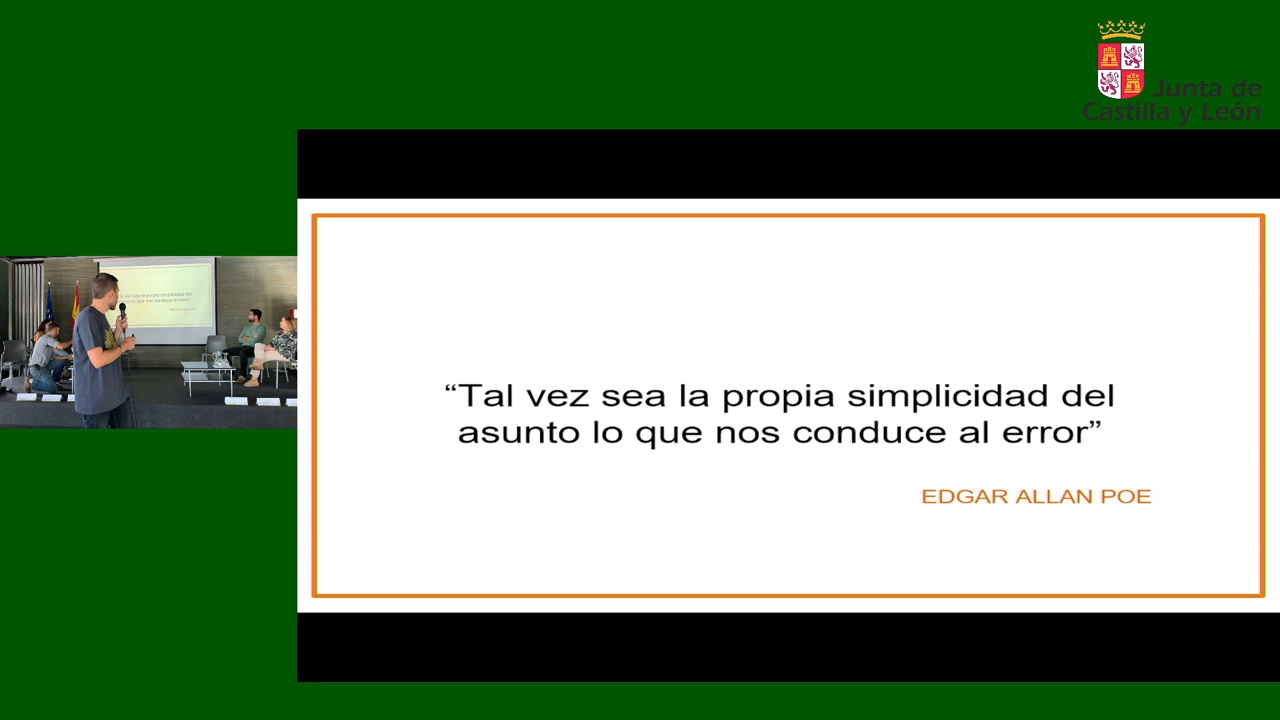 Junta de
Castilla y León
“Tal vez sea la propia simplicidad del
asunto lo que nos conduce al error”
EDGAR ALLAN POE